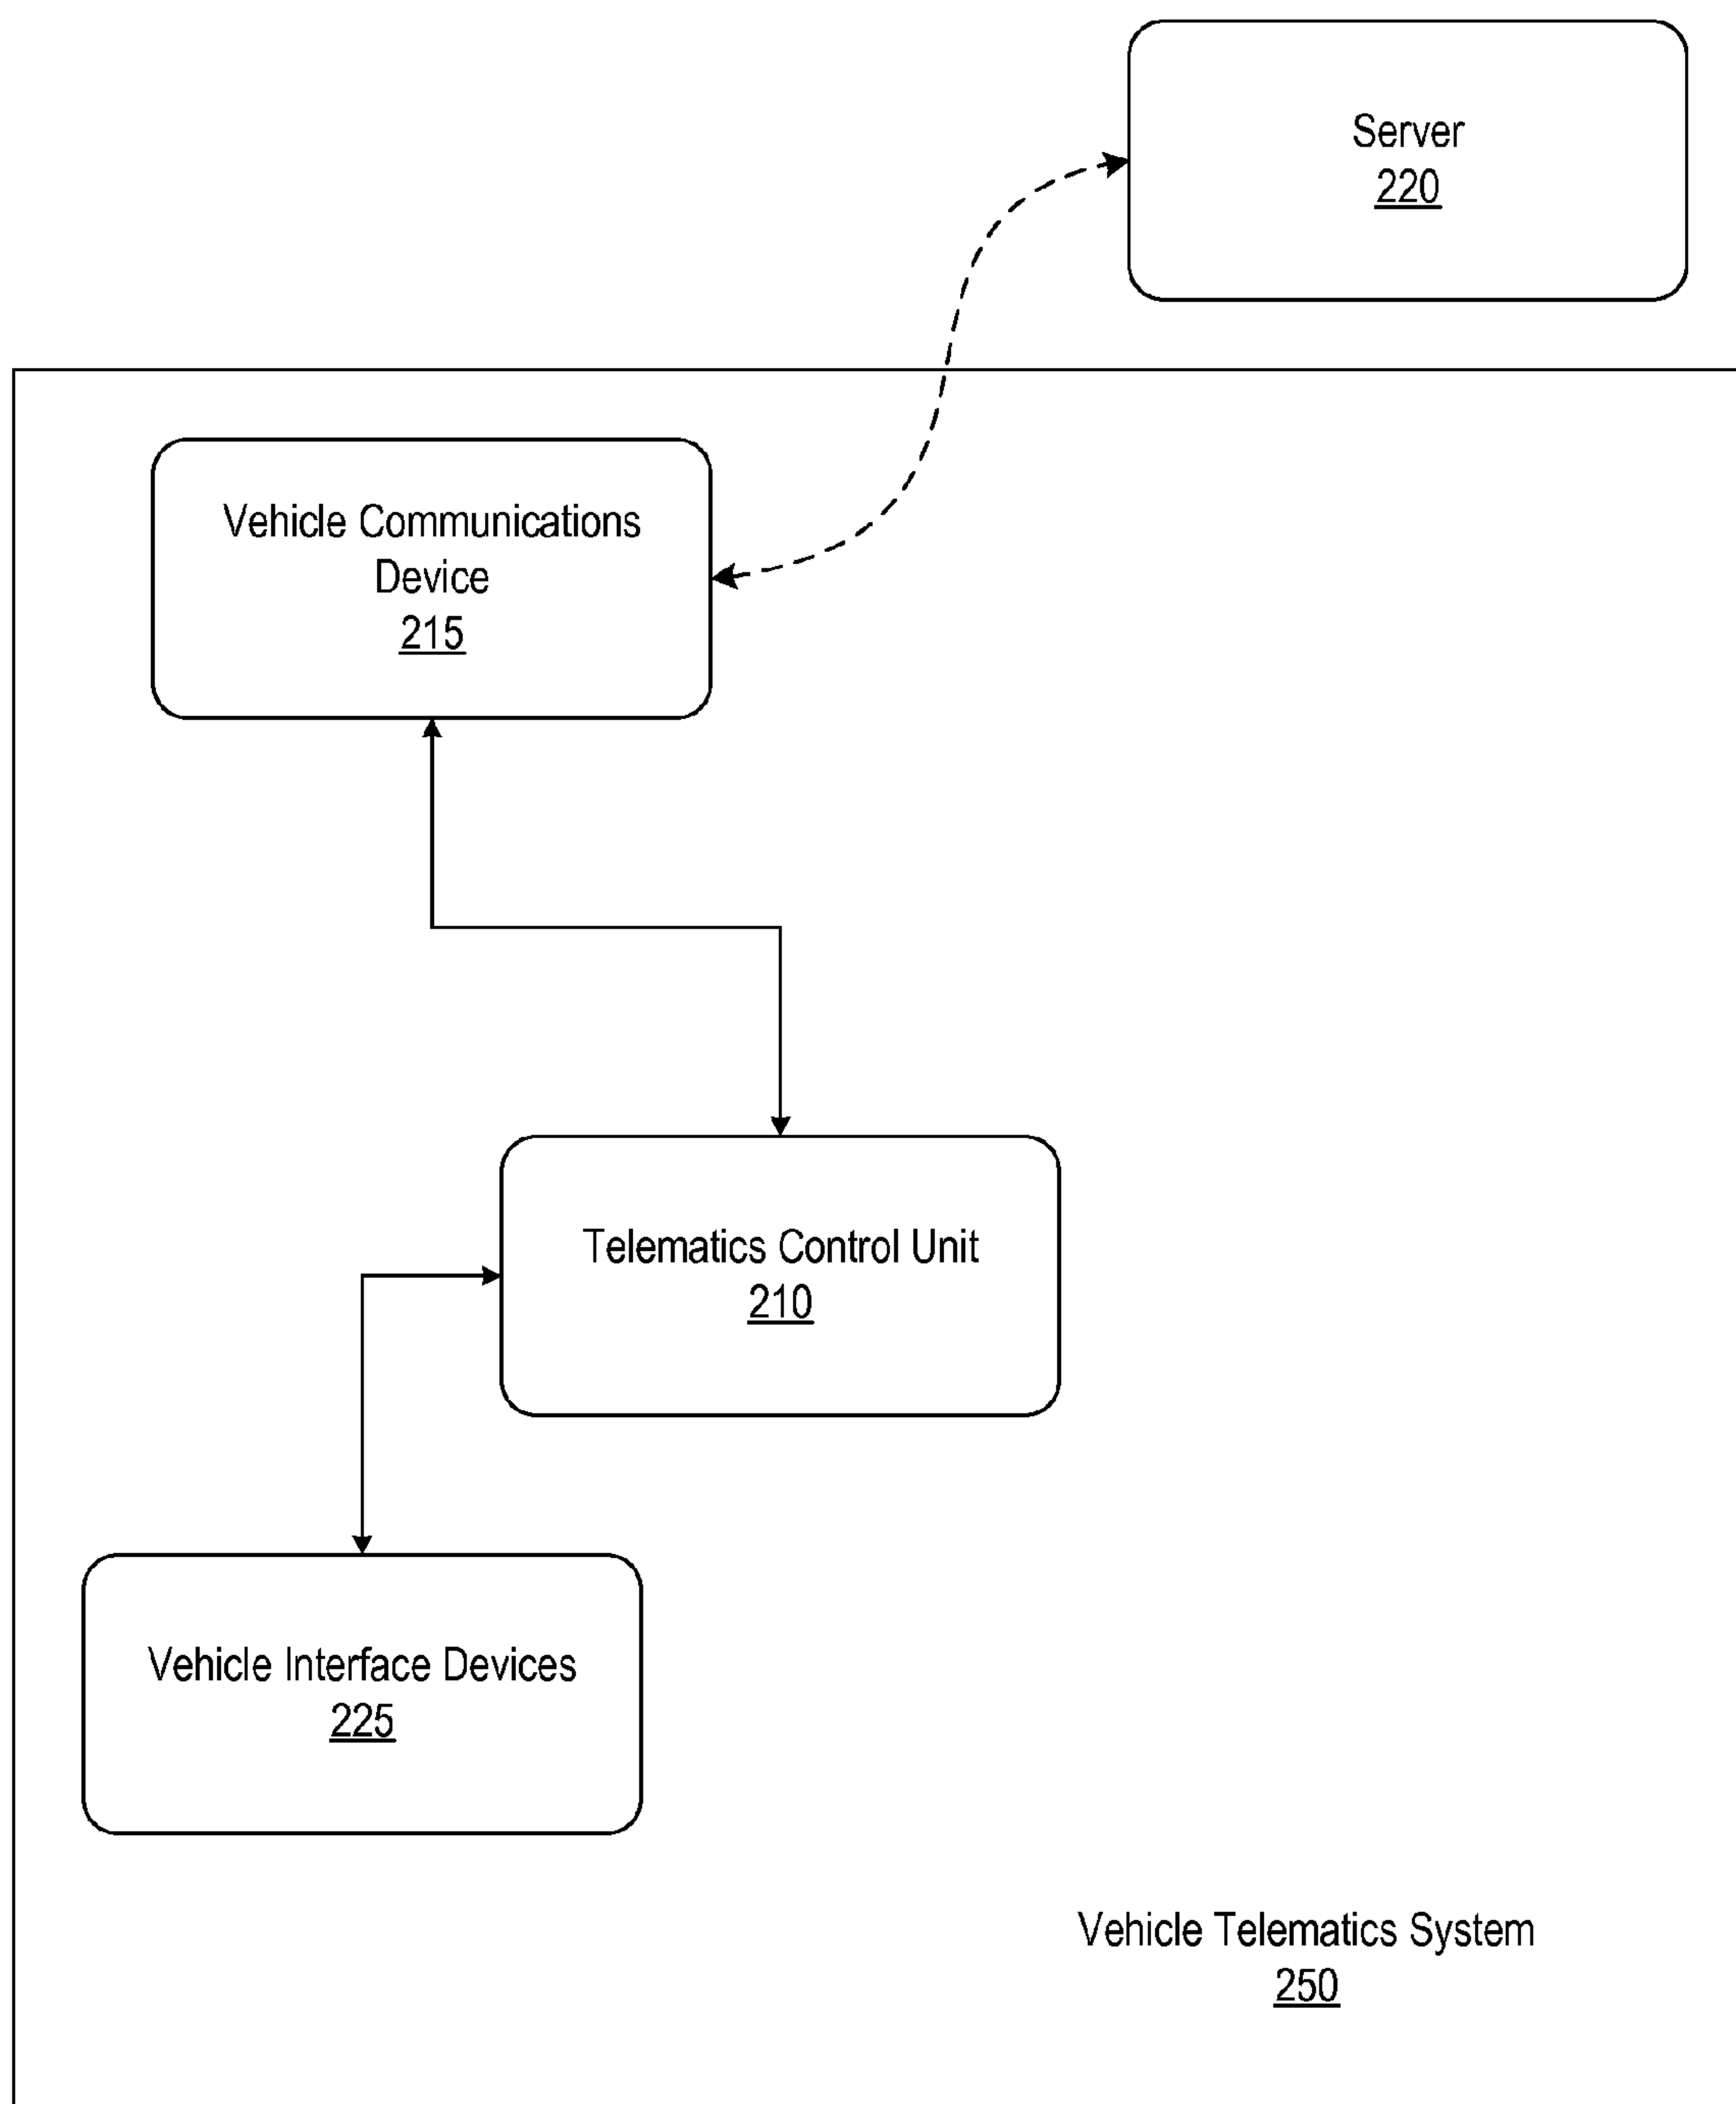 Server
220
Vehicle Communications
Device
215
Telematics Control Unit
210
Vehicle Interface Devices
225
Vehicle Telematics System
250